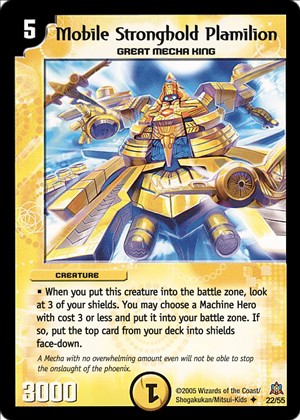 5 Mobile Stronghold Plamilion
GREAT MECHA KING
CREATURE
• When you put this creature into the battle zone, look
at 3 of your shields. You may choose a Machine Hero
with cost 3 or less and put it into your battle zone. If
so, put the top card from your deck into shields
face-down.
A Mecha with no overwhelming amount even will not be able to stop
the onslaught of the phoenix.
3000
1
©2005 Wizards of the Coast/
Shogakukan/Mitsui-Kids ✦ 22/55